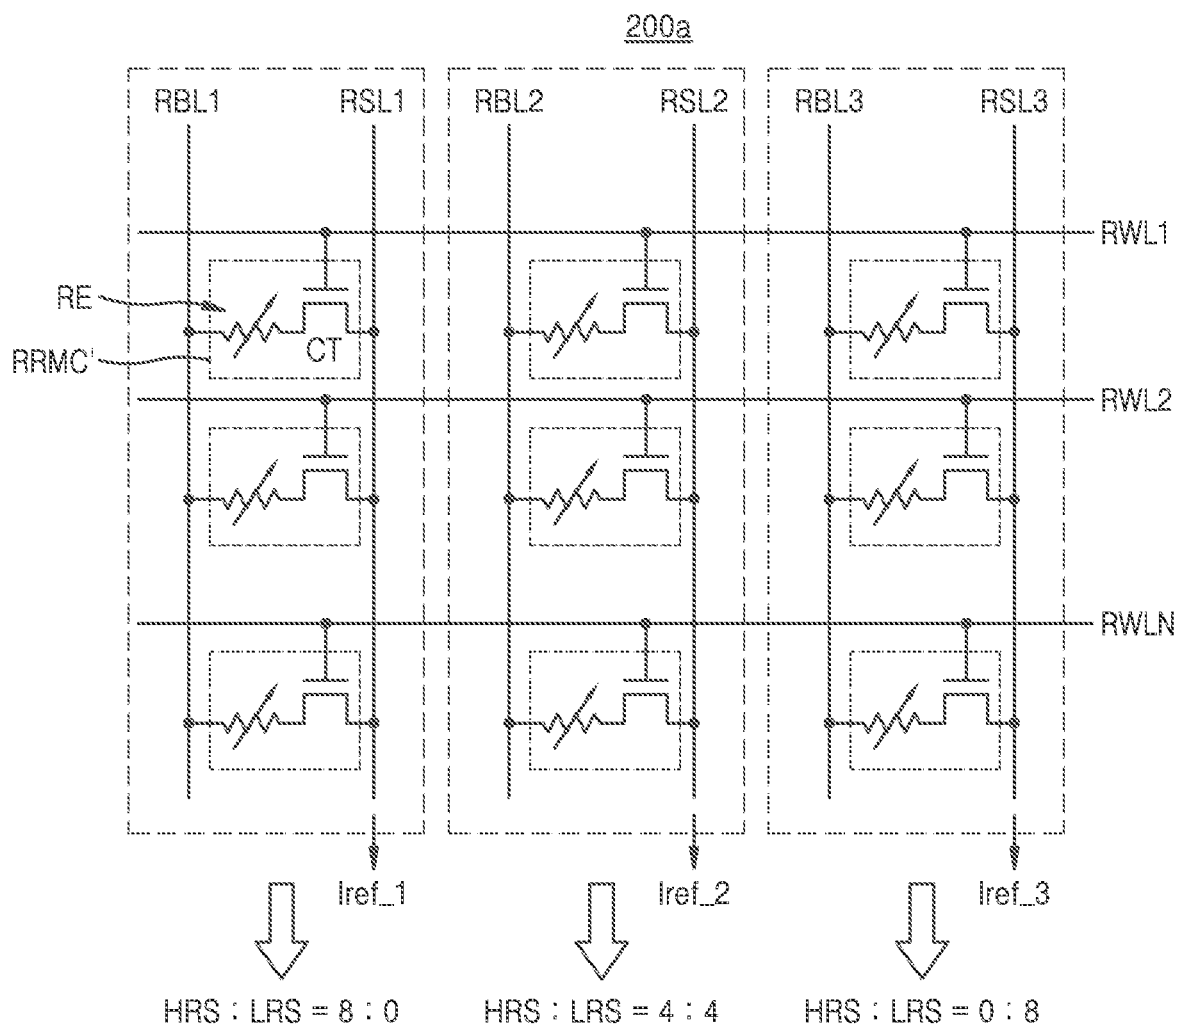 200a
RBL1 RSL1 RBL2 RSL2 RBL3 RSL3
RWL1
RE
CT
RRMC'
RWL2
RWLN
Iref_1 Iref_2 Iref_3
HRS : LRS = 8 : 0 HRS : LRS = 4 : 4 HRS : LRS = 0 : 8